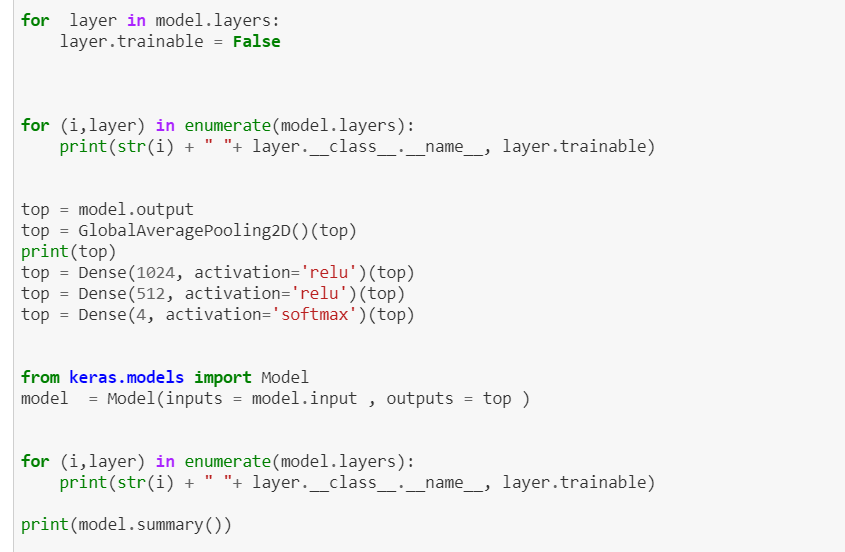 for  layer in model.layers:
    layer.trainable = False
for (i,layer) in enumerate(model.layers):
    print(str(i) + " "+ layer.__class__.__name__, layer.trainable)
top = model.output
top = GlobalAveragePooling2D()(top)
print(top)
top = Dense(1024, activation='relu')(top)
top = Dense(512, activation='relu')(top)
top = Dense(4, activation='softmax')(top)
from keras.models import Model
model  = Model(inputs = model.input , outputs = top )
for (i,layer) in enumerate(model.layers):
    print(str(i) + " "+ layer.__class__.__name__, layer.trainable)
print(model.summary())